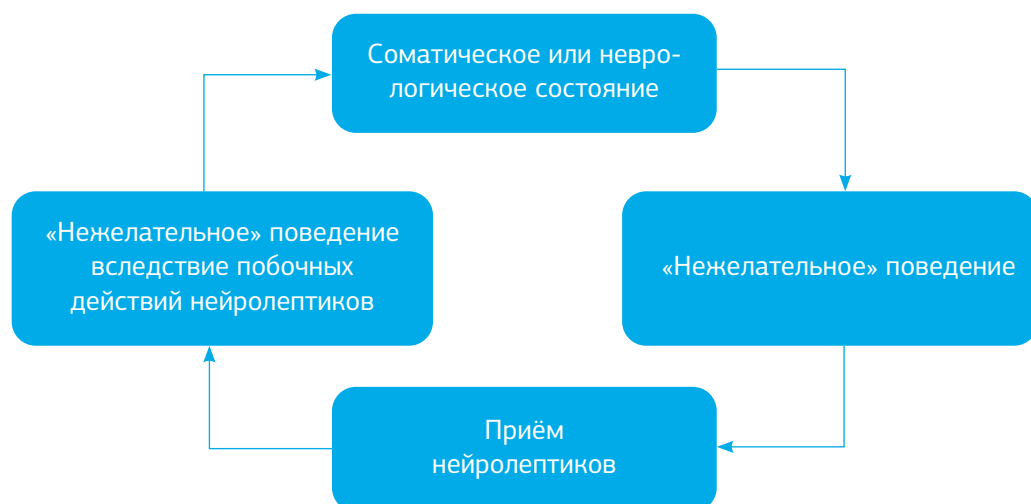 Соматическое или невро-
логическое состояние
«Нежелательное» поведение
вследствие побочных
действий нейролептиков
«Нежелательное» поведение
Приём
нейролептиков